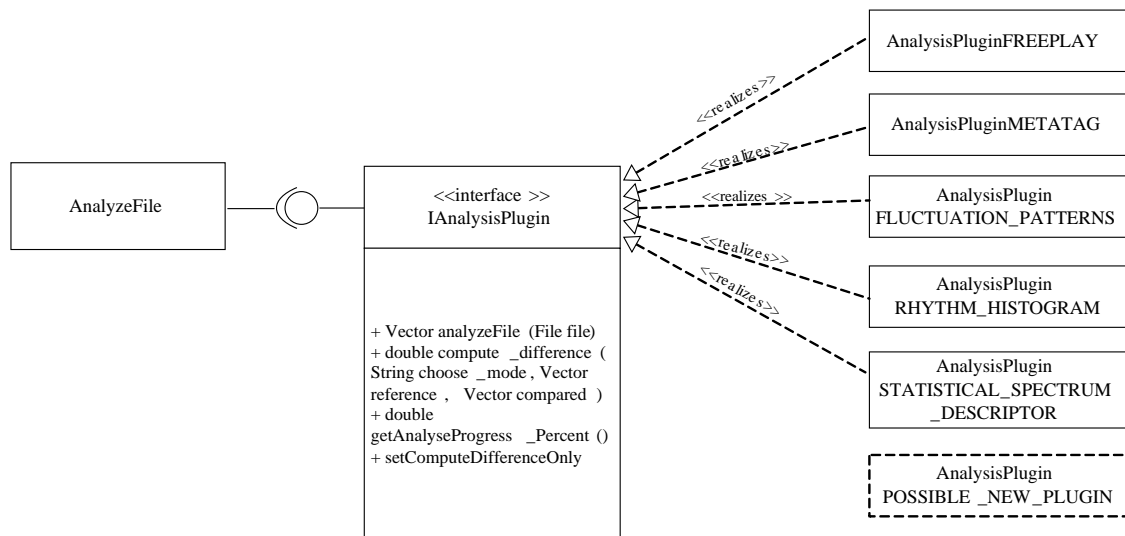 AnalyzeFile
<<interface >>
IAnalysisPlugin
+ Vector analyzeFile (File file)
+ double compute _difference (
String choose _mode , Vector
reference , Vector compared )
+ double
getAnalyseProgress _Percent ()
+ setComputeDifferenceOnly
<<realizes>>
<<realizes>>
<<realizes >>
<<realizes>>
<<realizes>>
AnalysisPluginFREEPLAY
AnalysisPluginMETATAG
AnalysisPlugin
FLUCTUATION_PATTERNS
AnalysisPlugin
RHYTHM_HISTOGRAM
AnalysisPlugin
STATISTICAL_SPECTRUM
_DESCRIPTOR
AnalysisPlugin
POSSIBLE _NEW_PLUGIN